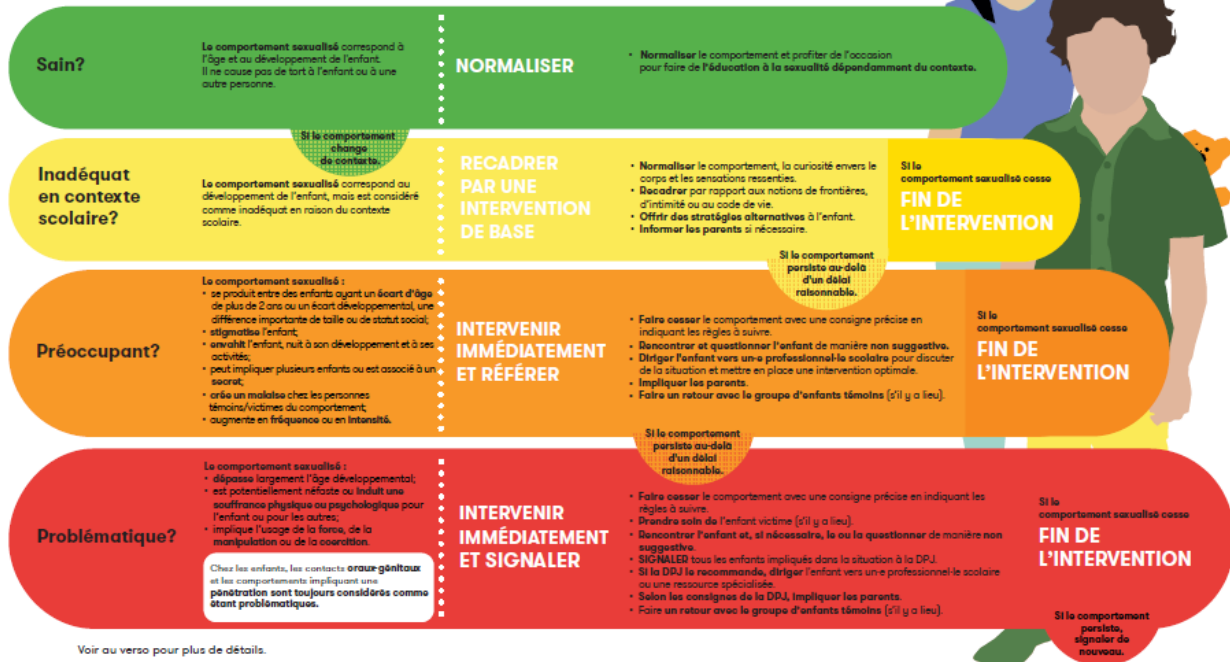 Sain?
Le comportement sexualisé correspond à
l'âge et au développement de l'enfant.
Il ne cause pas de tort à l'enfant ou à une
autre personne.
NORMALISER
• Normaliser le comportement et profiter de l'occasion
pour faire de l'éducation à la sexualité dépendamment du contexte.
Si le comportement
change
de contexte.
Inadéquat
en contexte
scolaire?
Le comportement sexualisé correspond au
développement de l'enfant, mais est considéré
comme inadéquat en raison du contexte
scolaire.
RECADRER
PAR UNE
INTERVENTION
DE BASE
• Normaliser le comportement, la curiosité envers le
corps et les sensations ressenties.
• Recadrer par rapport aux notions de frontières,
d'intimité ou au code de vie.
• Offrir des stratégies alternatives à l'enfant.
• Informer les parents si nécessaire.
Si le
comportement sexualisé cesse
FIN DE
L'INTERVENTION
Si le comportement
persiste au-delà
d'un délai
raisonnable.
Préoccupant?
Le comportement sexualisé :
• se produit entre des enfants ayant un écart d'âge
de plus de 2 ans ou un écart développemental, une
différence importante de taille ou de statut social;
• stigmatise l'enfant;
• envahit l'enfant, nuit à son développement et à ses
activités;
• peut impliquer plusieurs enfants ou est associé à un
secret;
• crée un malaise chez les personnes
témoins/victimes du comportement;
• augmente en fréquence ou en intensité.
INTERVENIR
IMMÉDIATEMENT
ET RÉFÉRER
• Faire cesser le comportement avec une consigne précise en
indiquant les règles à suivre.
• Rencontrer et questionner l'enfant de manière non suggestive.
• Diriger l'enfant vers un·e professionnel·le scolaire pour discuter
de la situation et mettre en place une intervention optimale.
• Impliquer les parents.
• Faire un retour avec le groupe d'enfants témoins (s'il y a lieu).
Si le
comportement sexualisé cesse
FIN DE
L'INTERVENTION
Si le comportement
persiste au-delà
d'un délai
raisonnable.
Problématique?
Le comportement sexualisé :
• dépasse largement l'âge développemental;
• est potentiellement néfaste ou induit une
souffrance physique ou psychologique pour
l'enfant ou pour les autres;
• implique l'usage de la force, de la
manipulation ou de la coercition.
Chez les enfants, les contacts oraux-génitaux
et les comportements impliquant une
pénétration sont toujours considérés comme
étant problématiques.
INTERVENIR
IMMÉDIATEMENT
ET SIGNALER
• Faire cesser le comportement avec une consigne précise en indiquant les
règles à suivre.
• Prendre soin de l'enfant victime (s'il y a lieu).
• Rencontrer l'enfant et, si nécessaire, le ou la questionner de manière non
suggestive.
• SIGNALER tous les enfants impliqués dans la situation à la DPJ.
• Si la DPJ le recommande, diriger l'enfant vers un·e professionnel·le scolaire
ou une ressource spécialisée.
• Selon les consignes de la DPJ, impliquer les parents.
• Faire un retour avec le groupe d'enfants témoins (s'il y a lieu).
Si le
comportement sexualisé cesse
FIN DE
L'INTERVENTION
Si le comportement
persiste,
signaler de
nouveau.
Voir au verso pour plus de détails.